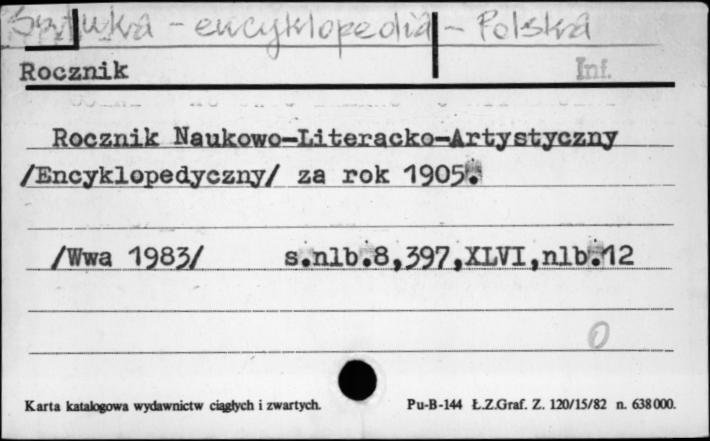 Sztuka - encyklopedia - Polska
Rocznik Inf.
Rocznik Naukowo-Literacko-Artystyczny
/Encyklopedyczny/ za rok 1905.
/Wwa 1983/ s.nlb.8,397,XLVI,nlb.12
0
Karta katalogowa wydawnictw ciągłych i zwartych. Pu-B-144 Ł.Z.Graf. Z. 120/15/82 n. 638000.